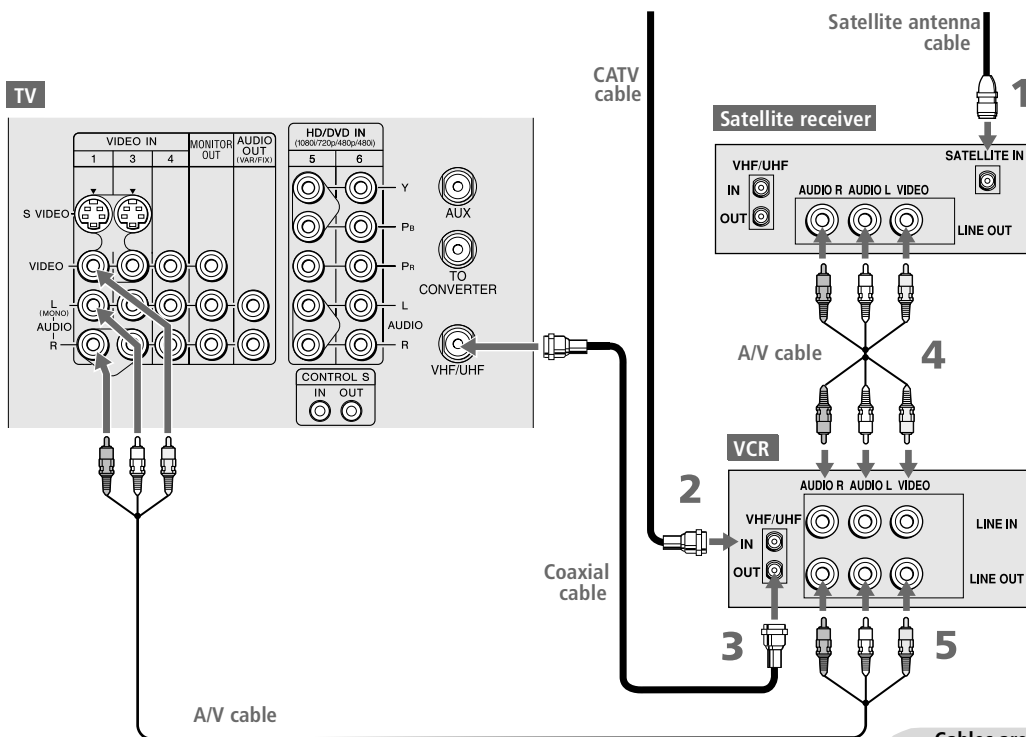 Satellite antenna
cable
1
CATV
cable
TV
Satellite receiver
VIDEO IN
1 3 4
MONITOR
OUT
AUDIO
OUT
(VAR/FIX)
HD/DVD IN
(1080i/720p/480p/480i)
5 6
S VIDEO
VIDEO
L
(MONO)
AUDIO
R
Y
PB
PR
L
AUDIO
R
AUX
TO
CONVERTER
VHF/UHF
CONTROL S
IN OUT
SATELLITE IN
VHF/UHF
IN
OUT
AUDIO R AUDIO L VIDEO
LINE OUT
A/V cable
4
VCR
2
AUDIO R AUDIO L VIDEO
VHF/UHF
IN
OUT
LINE IN
LINE OUT
Coaxial
cable
3
5
A/V cable
Cables are